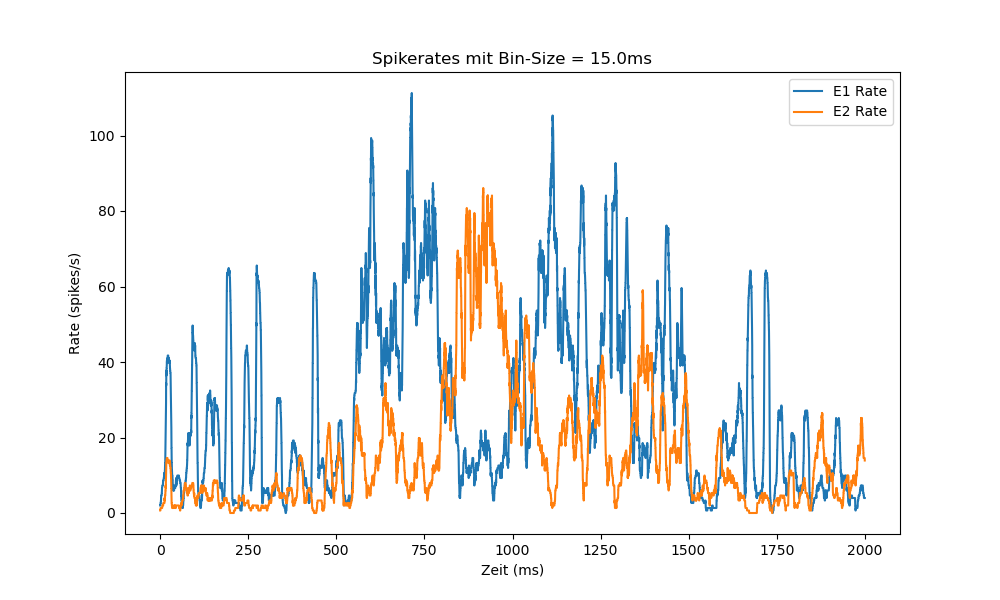 Spikerates mit Bin-Size = 15.0ms
E1 Rate
E2 Rate
Rate (spikes/s)
100
80
60
40
20
0
0 250 500 750 1000 1250 1500 1750 2000
Zeit (ms)